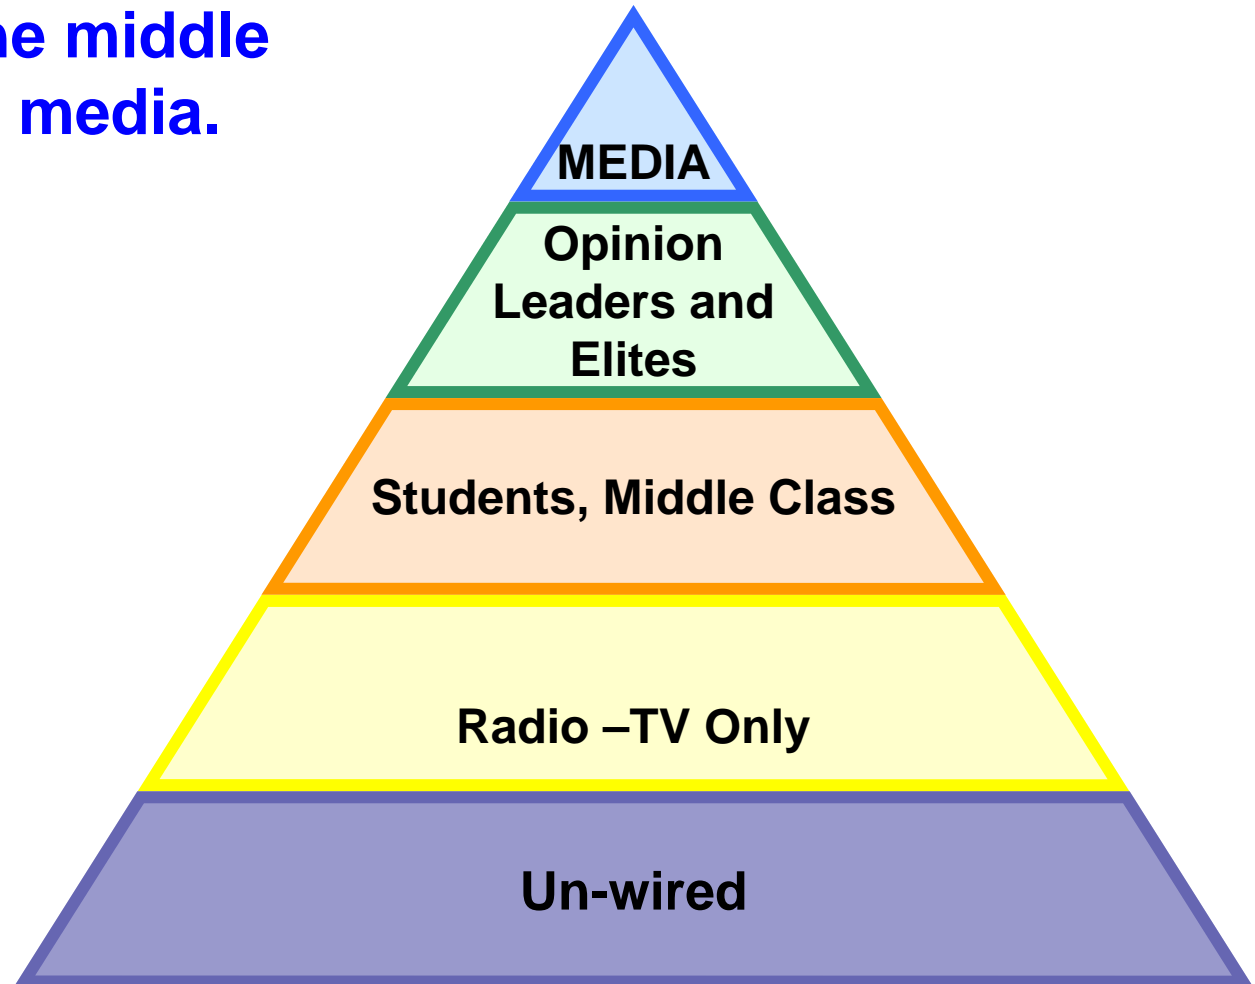 he middle
media.
MEDIA
Opinion
Leaders and
Elites
Students, Middle Class
Radio –TV Only
Un-wired